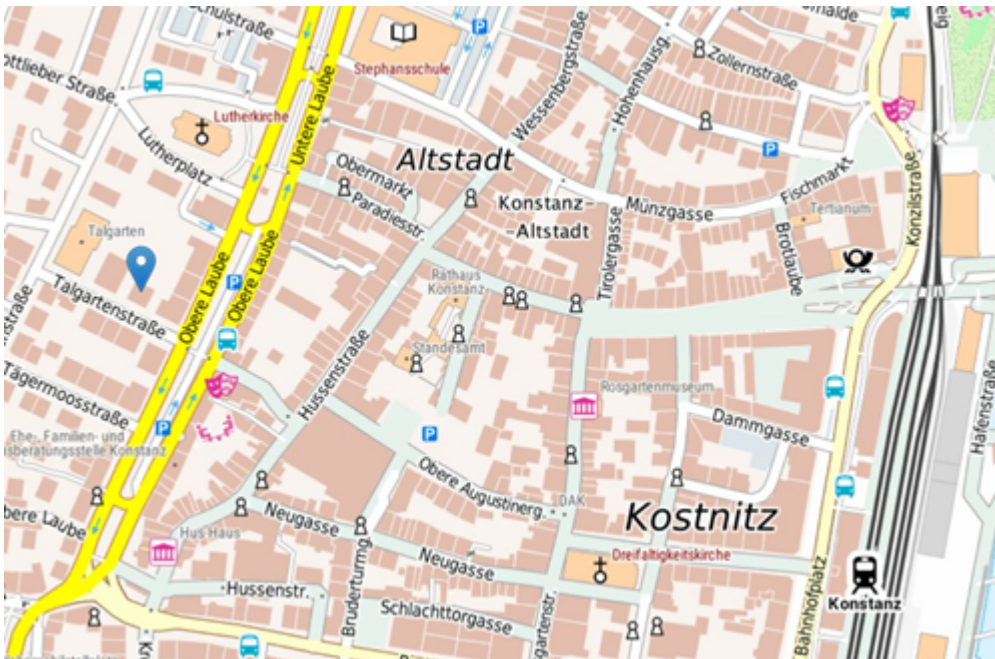 Schulstraße
Stephansschule
Untere Laube
Lutherkirche
Lutherplatz
Obermarkt
Paradiesstr.
Altstadt
Wessenbergstraße
Hohenhausg.
Zollernstraße
Konstanz-
-Altstadt
Münzgasse
Fischmarkt
Tertianum
Brotlaube
Konzilstraße
Tirolergasse
Talgarten
Talgartenstraße
Obere Laube
Obere Laube
Rathaus
Konstanz
Standesamt
Hussenstraße
Rosgartenmuseum
Dammgasse
Hafenstraße
Tägermoosstraße
Ehe-, Familien- und
sberatungsstelle Konstanz
Obere Augustinerg.
DAK
Kostnitz
bere Laube
Hus-Haus
Neugasse
Neugasse
Dreifaltigkeitskirche
Hussenstr.
Bruderturmg.
Schlachttorgasse
Bahnhofplatz
Konstanz